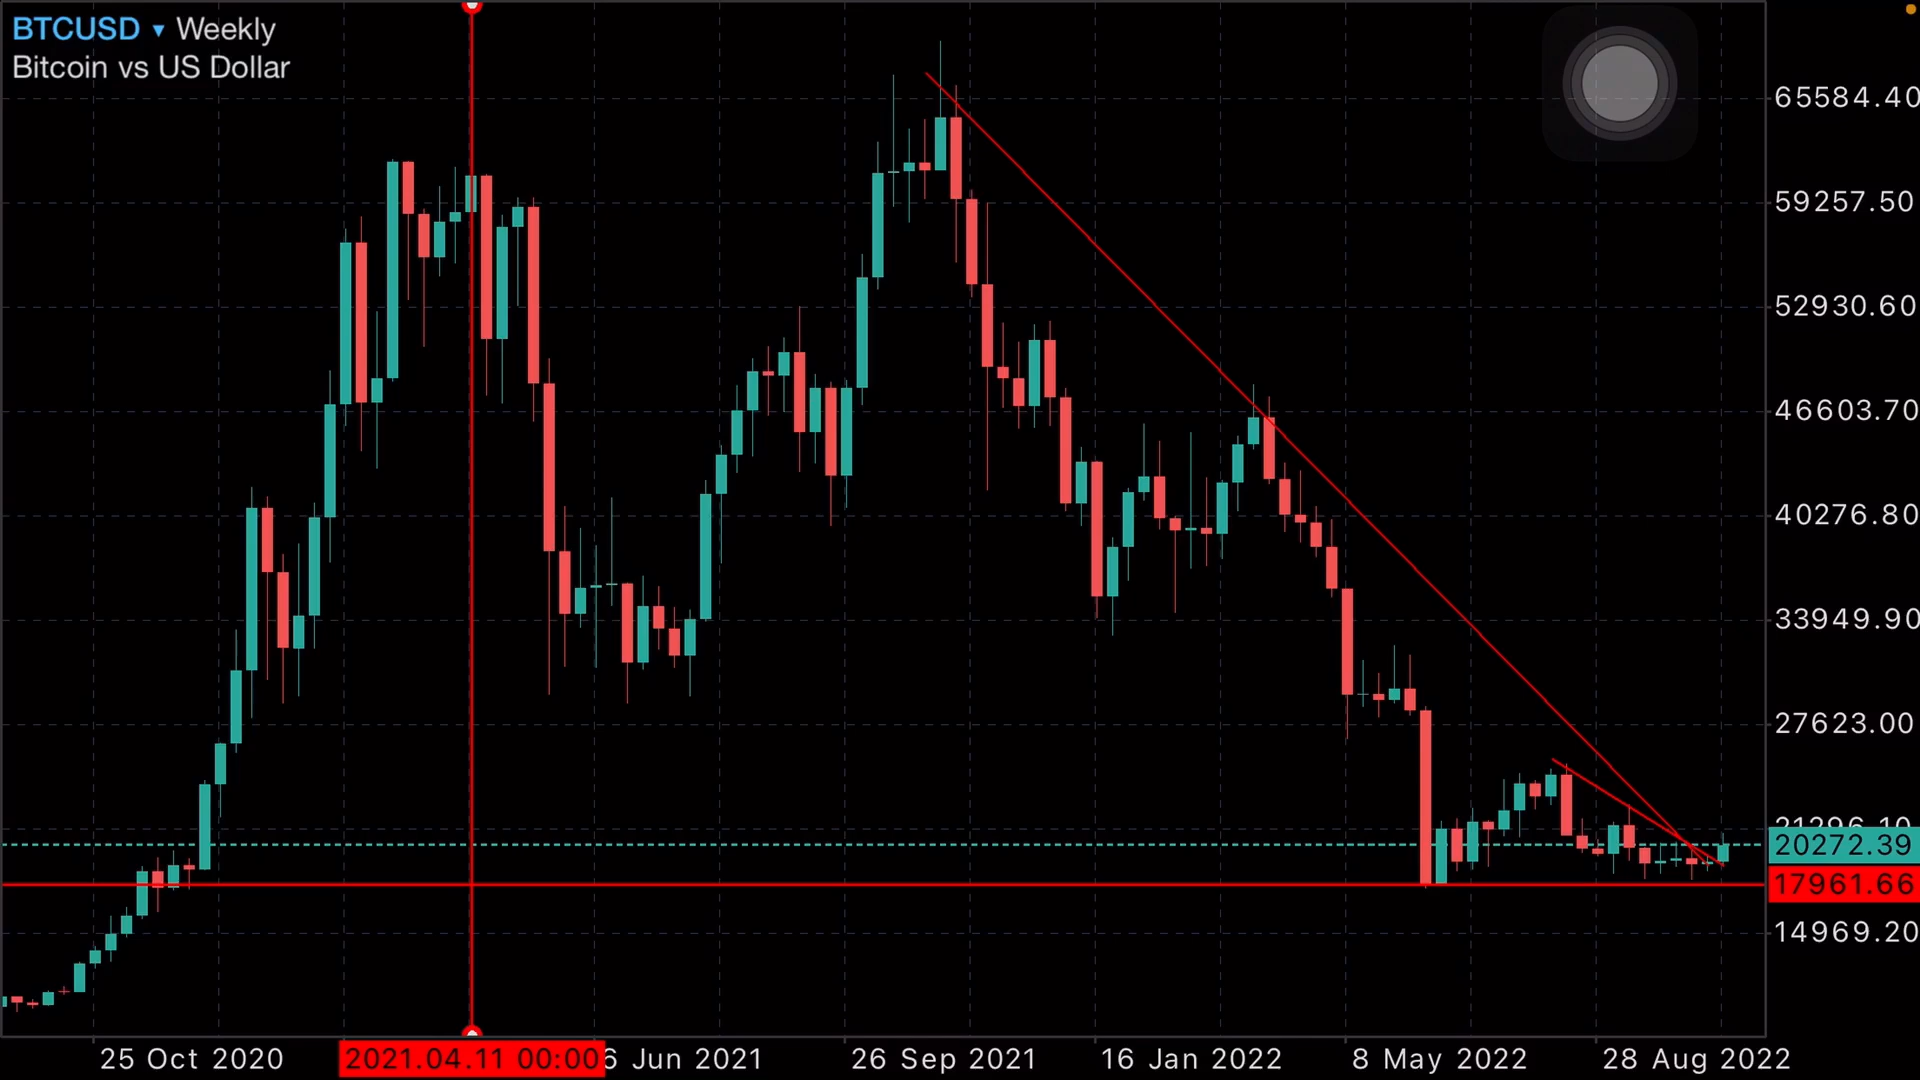 BTCUSD ▾ Weekly
Bitcoin vs US Dollar
65584.40
59257.50
52930.60
46603.70
40276.80
33949.90
27623.00
21296.10
20272.39
17961.66
14969.20
25 Oct 2020
2021.04.11 00:00
6 Jun 2021
26 Sep 2021
16 Jan 2022
8 May 2022
28 Aug 2022